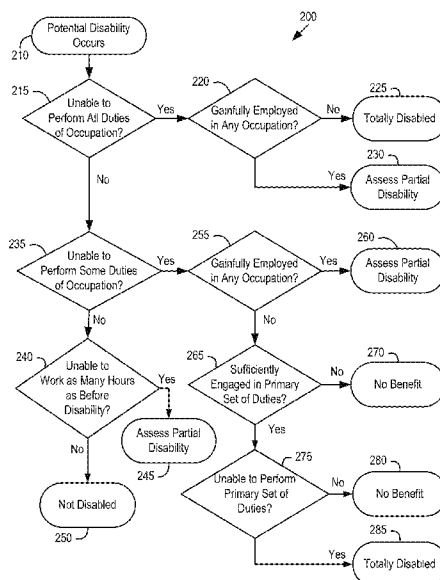 200
Potential Disability
Occurs
210
215
Unable to
Perform All Duties
of Occupation?
Yes
No
220
Gainfully Employed
in Any Occupation?
No
Yes
225
Totally Disabled
230
Assess Partial
Disability
235
Unable to
Perform Some Duties
of Occupation?
Yes
No
255
Gainfully Employed
in Any Occupation?
Yes
No
260
Assess Partial
Disability
240
Unable to
Work as Many Hours
as Before
Disability?
Yes
No
Assess Partial
Disability
245
Not Disabled
250
265
Sufficiently
Engaged in Primary
Set of Duties?
No
Yes
270
No Benefit
275
Unable to Perform
Primary Set of
Duties?
No
Yes
280
No Benefit
285
Totally Disabled